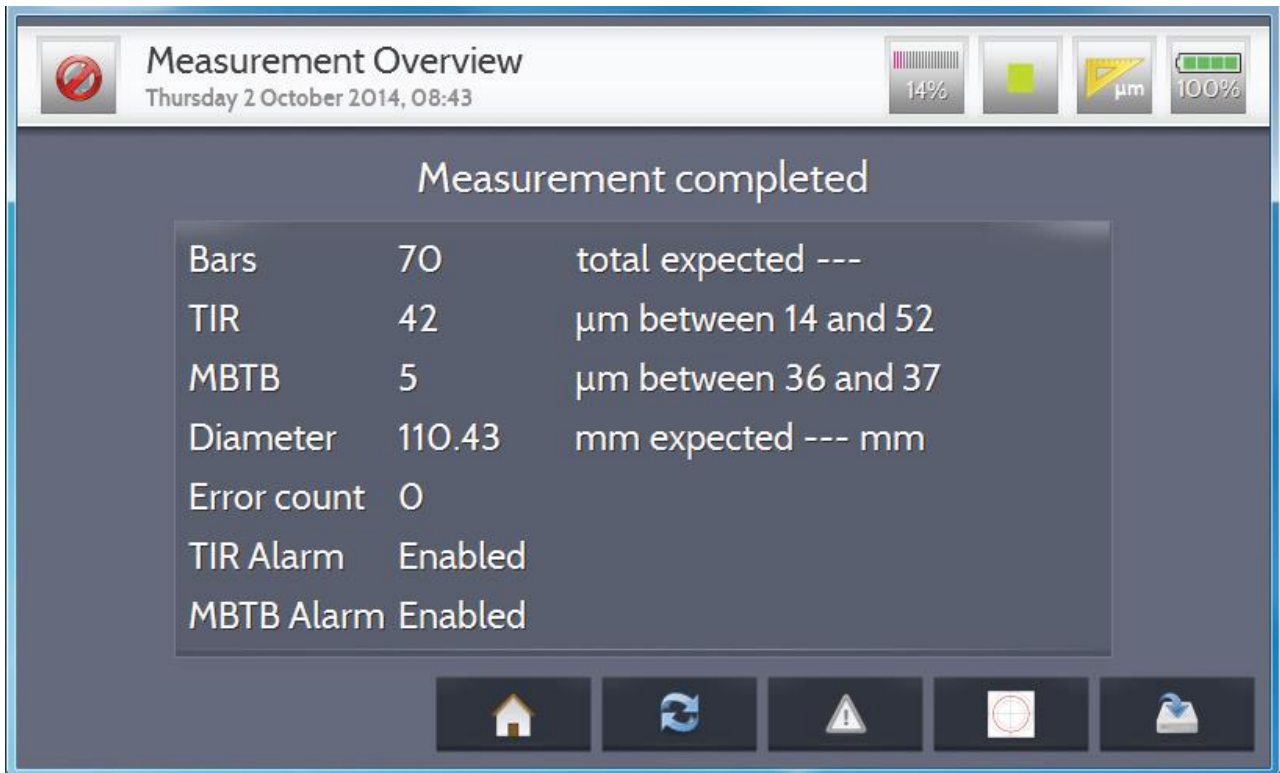 Measurement Overview
Thursday 2 October 2014, 08:43
14%
µm
100%
Measurement completed
Bars 70 total expected ---
TIR 42 µm between 14 and 52
MBTB 5 µm between 36 and 37
Diameter 110.43 mm expected --- mm
Error count 0
TIR Alarm Enabled
MBTB Alarm Enabled